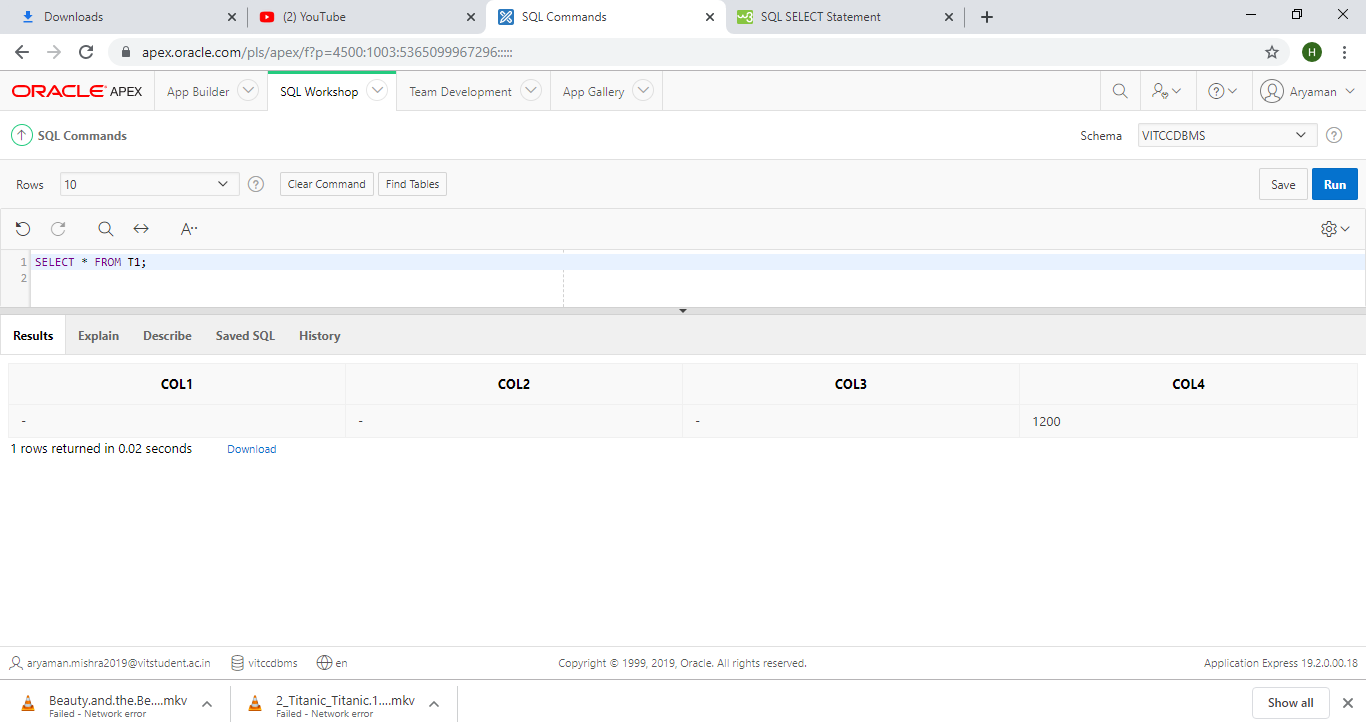 Downloads
(2) YouTube
SQL Commands
SQL SELECT Statement
apex.oracle.com/pls/apex/f?p=4500:1003:5365099967296:::::
H
ORACLE APEX
App Builder
SQL Workshop
Team Development
App Gallery
Aryaman
SQL Commands
Schema
VITCCDBMS
Rows
10
Clear Command
Find Tables
Save
Run
A··
1 SELECT * FROM T1;
2
Results
Explain
Describe
Saved SQL
History
COL1 COL2 COL3 COL4
- - - 1200
1 rows returned in 0.02 seconds
Download
aryaman.mishra2019@vitstudent.ac.in
vitccdbms
en
Copyright © 1999, 2019, Oracle. All rights reserved.
Application Express 19.2.0.00.18
Beauty.and.the.Be....mkv
Failed - Network error
2_Titanic_Titanic.1....mkv
Failed - Network error
Show all